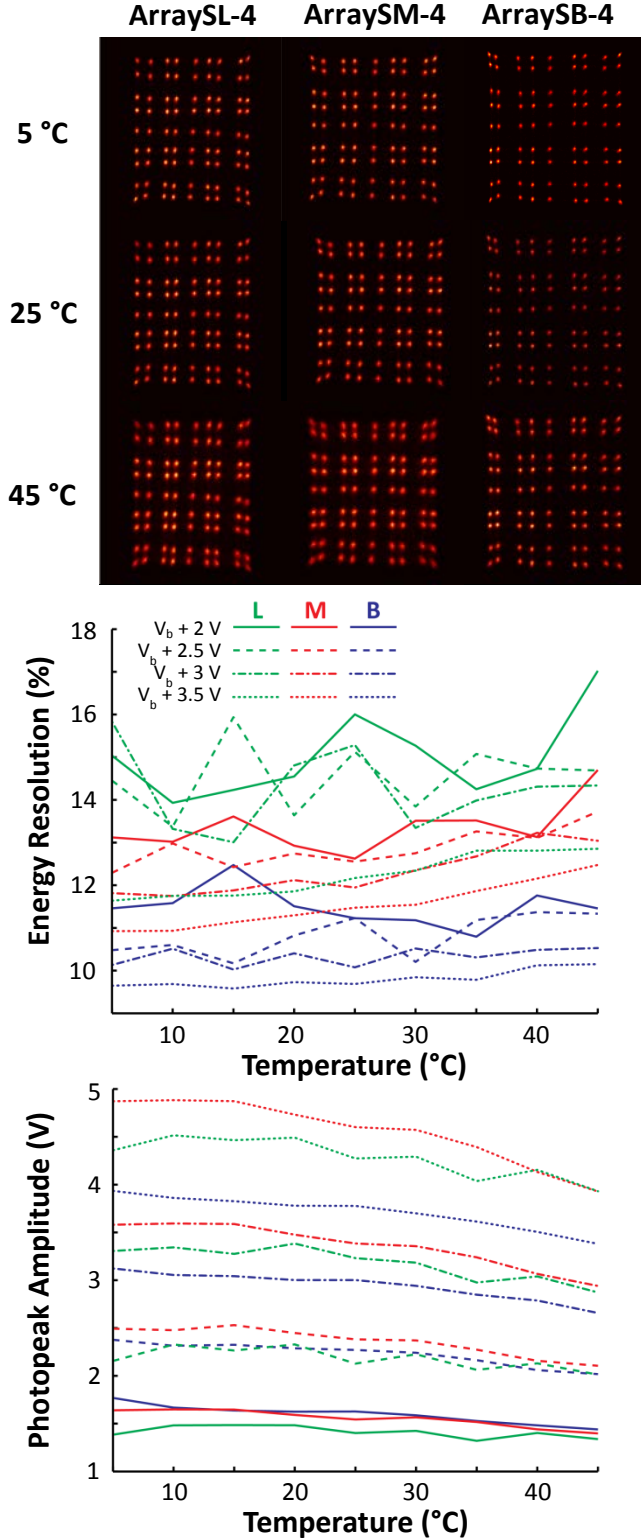 ArraySL-4 ArraySM-4 ArraySB-4
5 °C
25 °C
45 °C
L M B
V_b + 2 V
V_b + 2.5 V
V_b + 3 V
V_b + 3.5 V
18
16
14
12
10
Energy Resolution (%)
10 20 30 40
Temperature (°C)
5
4
3
2
1
Photopeak Amplitude (V)
10 20 30 40
Temperature (°C)